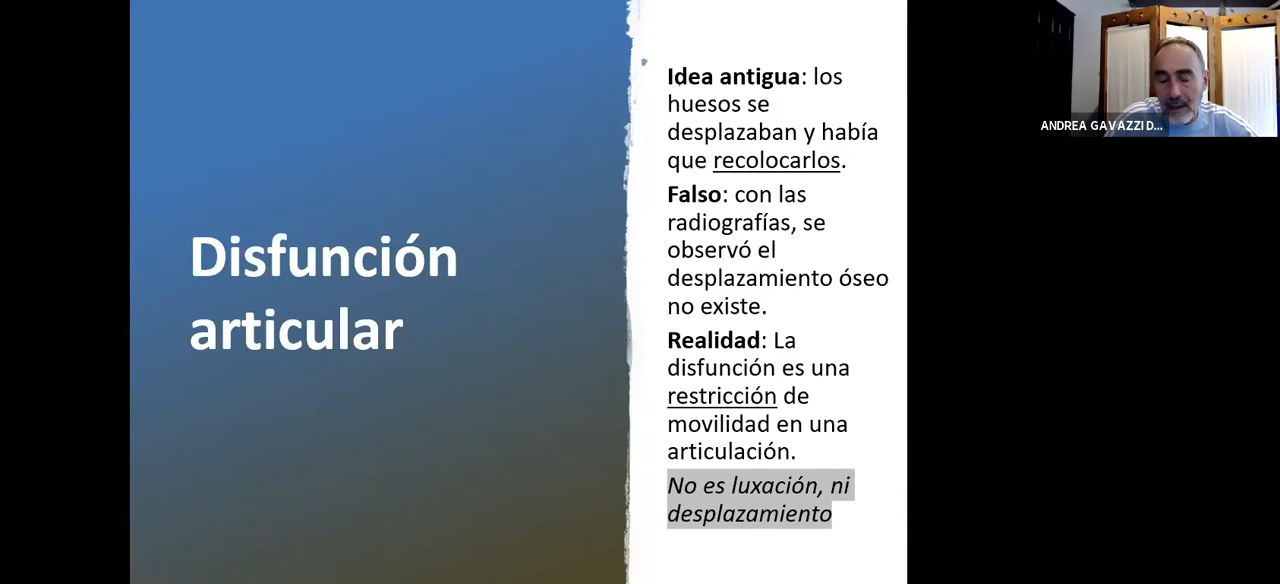 Disfunción
articular
Idea antigua: los
huesos se
desplazaban y había
que recolocarlos.
Falso: con las
radiografías, se
observó el
desplazamiento óseo
no existe.
Realidad: La
disfunción es una
restricción de
movilidad en una
articulación.
No es luxación, ni
desplazamiento
ANDREA GAVAZZI D...